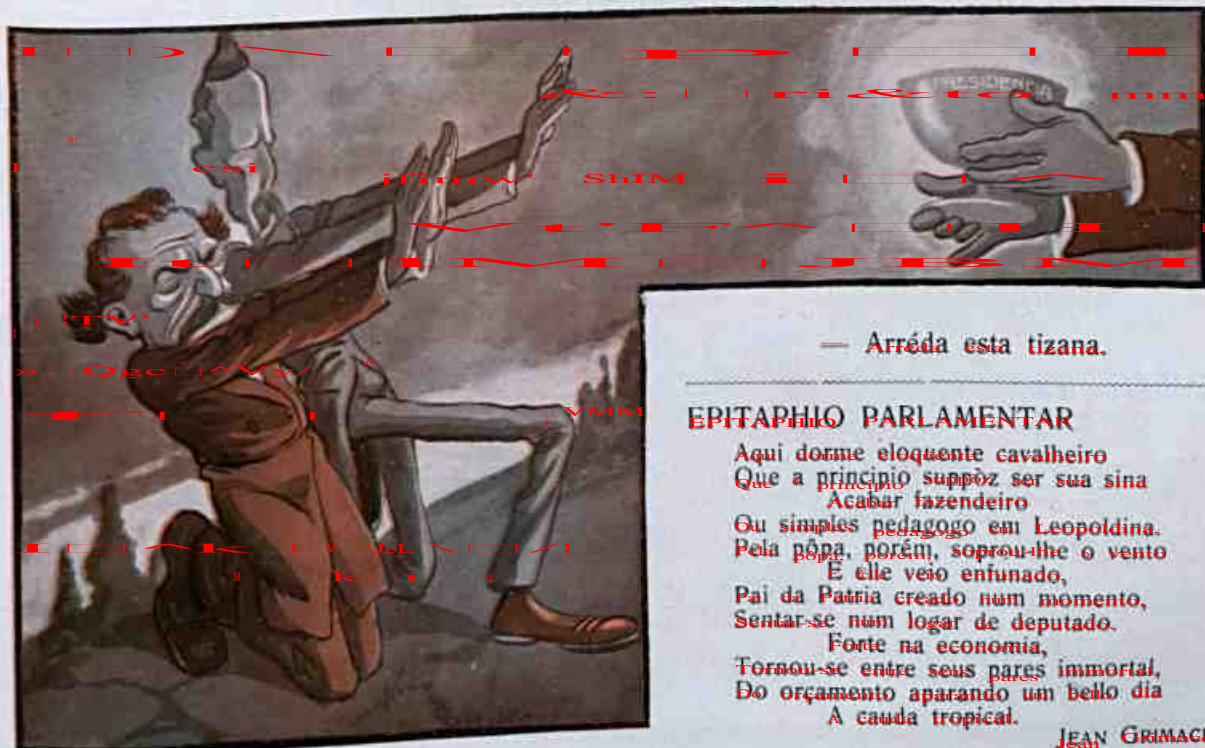 PRESIDENCIA
— Arréda esta tizana.
EPITAPHIO PARLAMENTAR
Aqui dorme eloquente cavalheiro
Que a principio suppòz ser sua sina
Acabar fazendeiro
Ou simples pedagogo em Leopoldina.
Pela pôpa, porém, soprou-lhe o vento
E elle veio enfunado,
Pai da Patria creado num momento,
Sentar-se num logar de deputado.
Forte na economia,
Tornou-se entre seus pares immortal,
Do orçamento aparando um bello dia
A cauda tropical.
JEAN GRIMACE